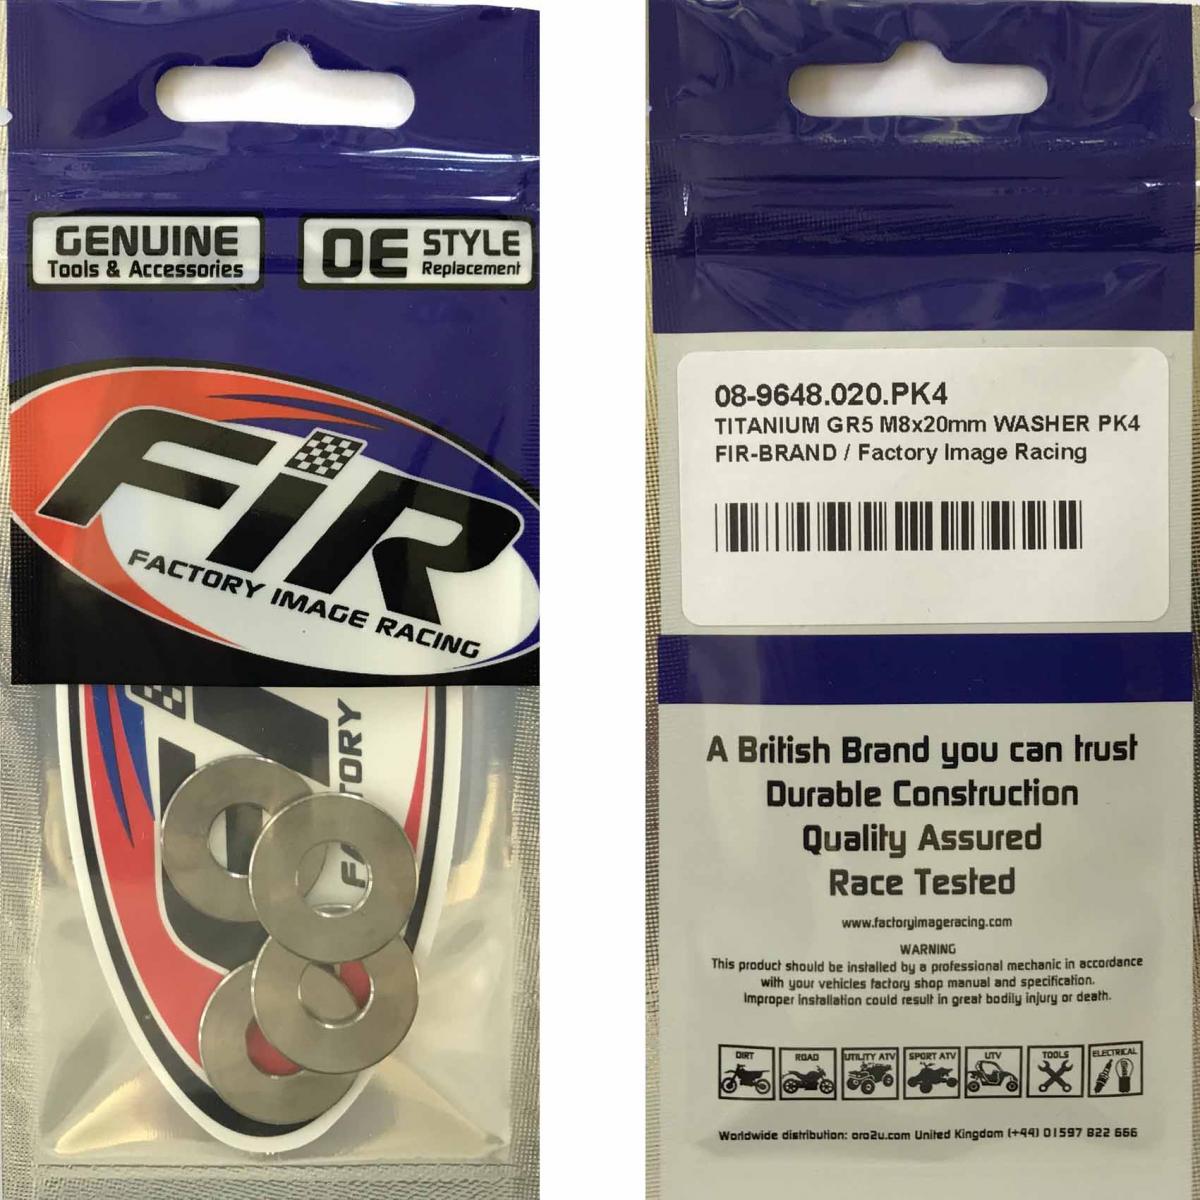 GENUINE
Tools & Accessories
OE STYLE
Replacement
FiR
FACTORY IMAGE RACING
FACTORY
FA
08-9648.020.PK4
TITANIUM GR5 M8x20mm WASHER PK4
FIR-BRAND / Factory Image Racing
A British Brand you can trust
Durable Construction
Quality Assured
Race Tested
www.factoryimageracing.com
WARNING
This product should be installed by a professional mechanic in accordance
with your vehicles factory shop manual and specification.
Improper installation could result in great bodily injury or death.
DIRT ROAD UTILITY ATV SPORT ATV UTV TOOLS ELECTRICAL
Worldwide distribution: oro2u.com United Kingdom (+44) 01597 822 666